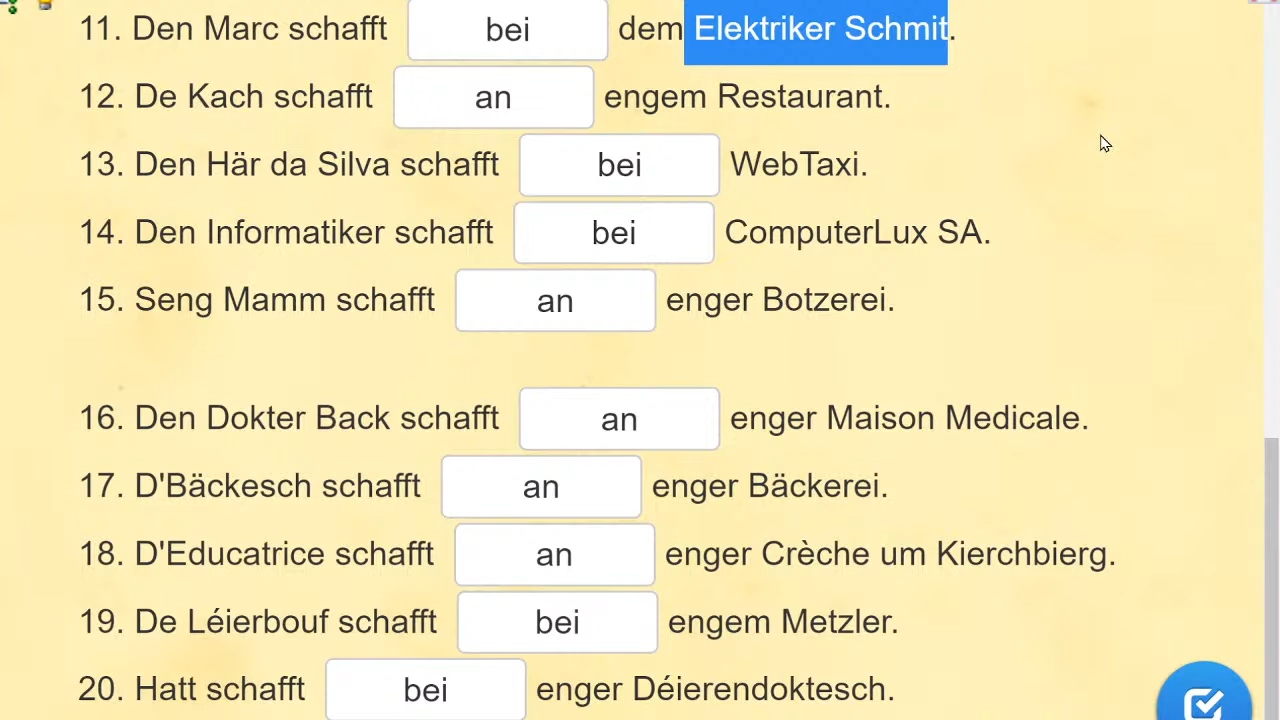 11. Den Marc schafft bei dem Elektriker Schmit.
12. De Kach schafft an engem Restaurant.
13. Den Här da Silva schafft bei WebTaxi.
14. Den Informatiker schafft bei ComputerLux SA.
15. Seng Mamm schafft an enger Botzerei.
16. Den Dokter Back schafft an enger Maison Medicale.
17. D'Bäckesch schafft an enger Bäckerei.
18. D'Educatrice schafft an enger Crèche um Kierchbierg.
19. De Léierbouf schafft bei engem Metzler.
20. Hatt schafft bei enger Déierendoktesch.